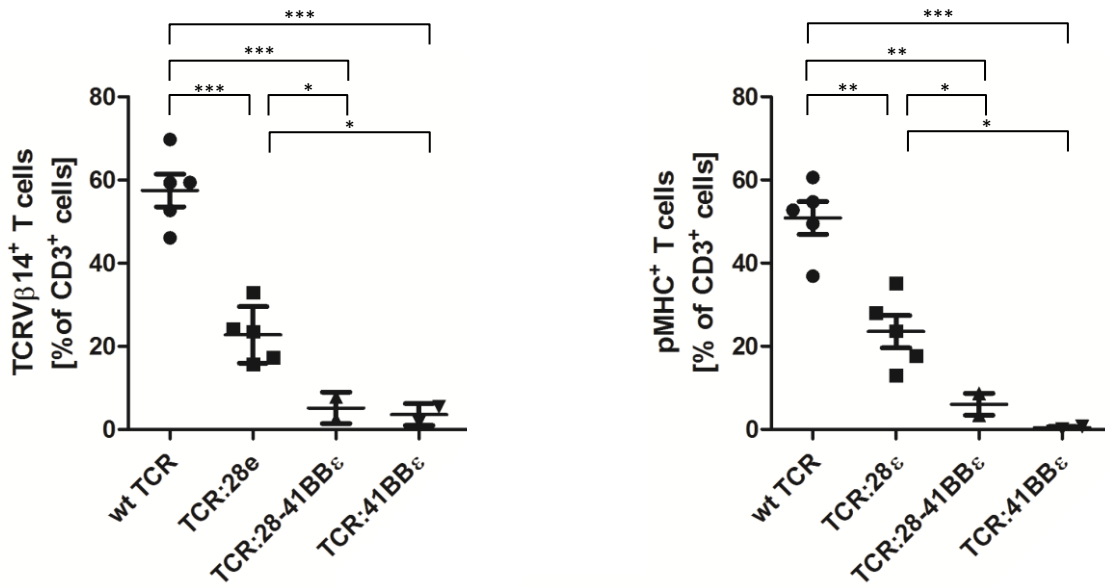 ***
***
***
*
*
80
60
40
20
0
TCRVβ14⁺ T cells
[% of CD3⁺ cells]
wt TCR
TCR:28e
TCR:28-41BBε
TCR:41BBε
***
**
**
*
*
80
60
40
20
0
pMHC⁺ T cells
[% of CD3⁺ cells]
wt TCR
TCR:28ε
TCR:28-41BBε
TCR:41BBε